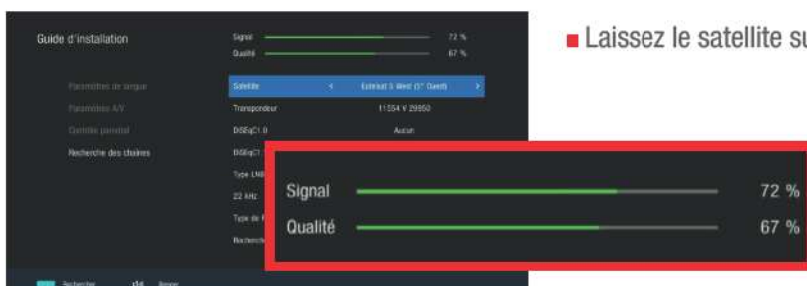 Guide d'installation
Signal 72 %
Qualité 67 %
Paramètres de langue
Paramètres A/V
Contrôle parental
Recherche des chaînes
Satellite < Eutelsat 5 West (5° Ouest) >
Transpondeur 11554 V 29950
DiSEqC1.0 Aucun
DiSEqC1.
Type LNB
22 kHz
Type de
Recherche
Rechercher Retour
Signal 72 %
Qualité 67 %
Laissez le satellite